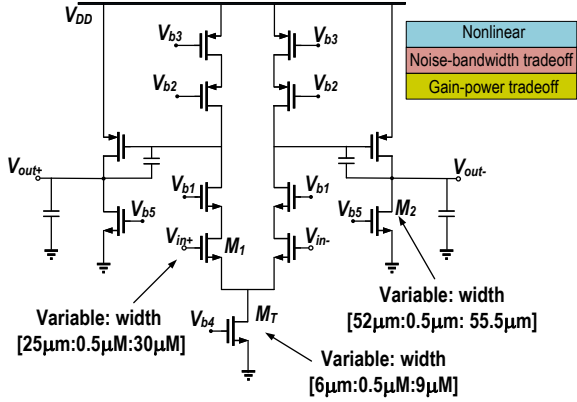 V_DD
V_b3
V_b3
Nonlinear
Noise-bandwidth tradeoff
Gain-power tradeoff
V_b2
V_b2
V_out+
V_out-
V_b5
V_b1
V_b1
V_b5
M_2
V_in+
M_1
V_in-
Variable: width
[25μm:0.5μM:30μM]
V_b4
M_T
Variable: width
[52μm:0.5μm: 55.5μm]
Variable: width
[6μm:0.5μM:9μM]